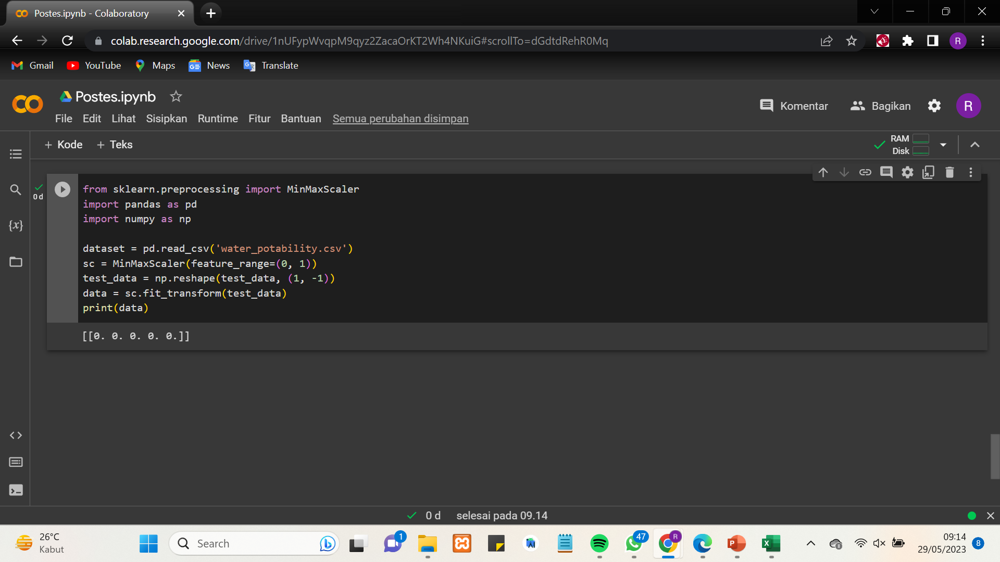 Postes.ipynb - Colaboratory
colab.research.google.com/drive/1nUFypWvqpM9qyz2ZacaOrKT2Wh4NKuiG#scrollTo=dGdtdRehR0Mq
R
Gmail YouTube Maps News Translate
Postes.ipynb
File Edit Lihat Sisipkan Runtime Fitur Bantuan Semua perubahan disimpan
Komentar Bagikan R
+ Kode + Teks
RAM
Disk
0 d
from sklearn.preprocessing import MinMaxScaler
import pandas as pd
import numpy as np
dataset = pd.read_csv('water_potability.csv')
sc = MinMaxScaler(feature_range=(0, 1))
test_data = np.reshape(test_data, (1, -1))
data = sc.fit_transform(test_data)
print(data)
[[0. 0. 0. 0. 0.]]
0 d selesai pada 09.14
26°C
Kabut
Search
1
47
R
09:14
29/05/2023
8